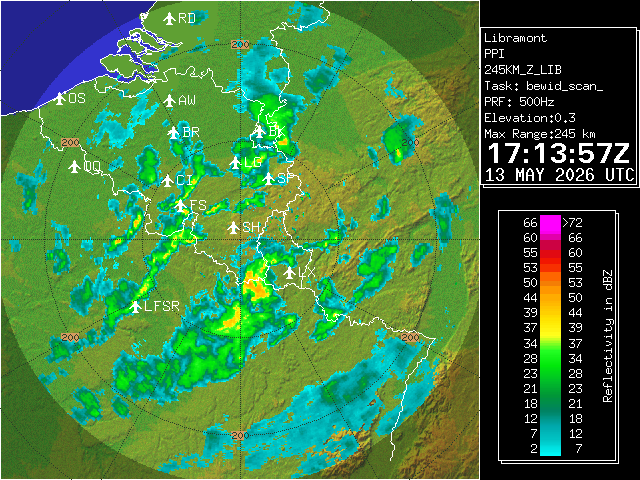 RD
200
OS
AW
BR
BK
200
200
QQ
LG
CI
SP
FS
SH
LX
LFSR
200
200
200
Libramont
PPI
245KM_Z_LIB
Task: bewid_scan_
PRF: 500Hz
Elevation:0.3
Max Range:245 km
17:13:57Z
13 MAY 2026 UTC
66 >72
60 66
55 60
53 55
50 53
44 50
39 44
37 39
34 37
28 34
23 28
21 23
18 21
12 18
7 12
2 7
Reflectivity in dBZ